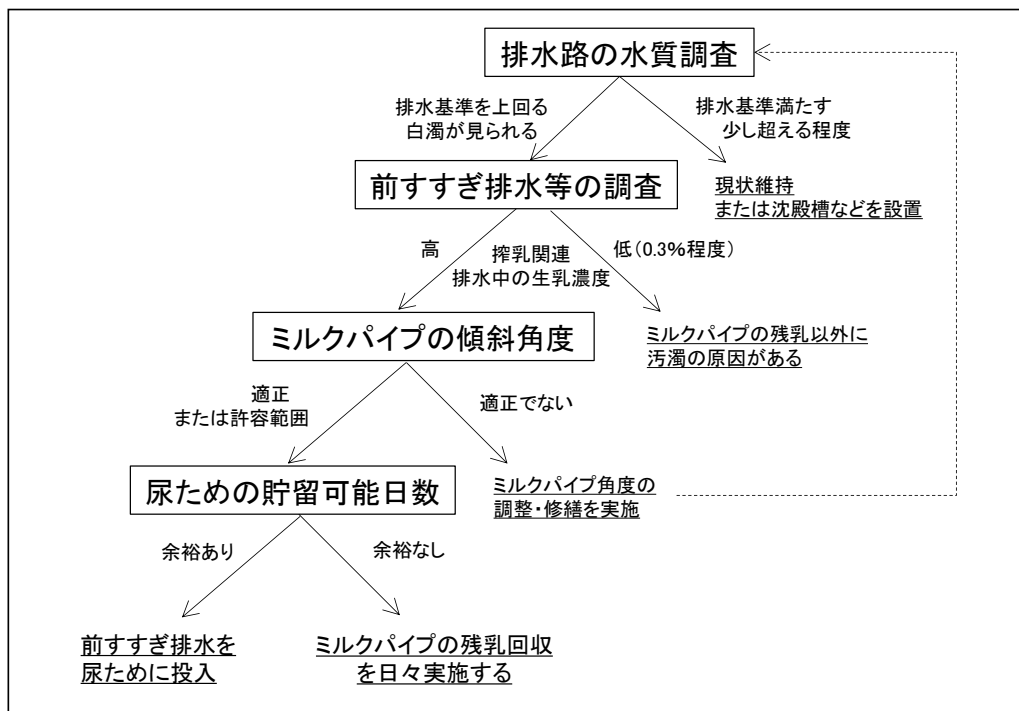 排水路の水質調査
排水基準を上回る
白濁が見られる
排水基準満たす
少し超える程度
前すすぎ排水等の調査
現状維持
または沈殿槽などを設置
高
搾乳関連
排水中の生乳濃度
低(0.3%程度)
ミルクパイプの傾斜角度
ミルクパイプの残乳以外に
汚濁の原因がある
適正
または許容範囲
適正でない
尿ための貯留可能日数
ミルクパイプ角度の
調整・修繕を実施
余裕あり
余裕なし
前すすぎ排水を
尿ために投入
ミルクパイプの残乳回収
を日々実施する